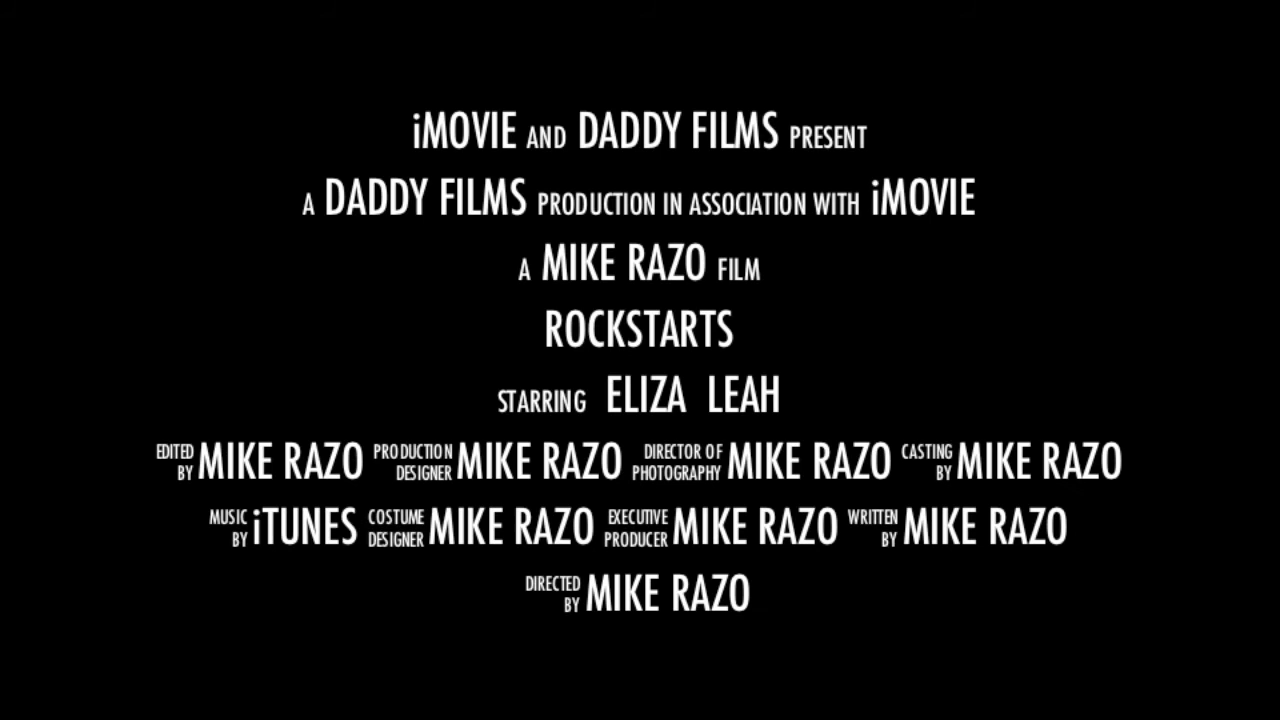 iMOVIE AND DADDY FILMS PRESENT
A DADDY FILMS PRODUCTION IN ASSOCIATION WITH iMOVIE
A MIKE RAZO FILM
ROCKSTARTS
STARRING ELIZA LEAH
EDITED BY MIKE RAZO PRODUCTION DESIGNER MIKE RAZO DIRECTOR OF PHOTOGRAPHY MIKE RAZO CASTING BY MIKE RAZO
MUSIC BY iTUNES COSTUME DESIGNER MIKE RAZO EXECUTIVE PRODUCER MIKE RAZO WRITTEN BY MIKE RAZO
DIRECTED BY MIKE RAZO